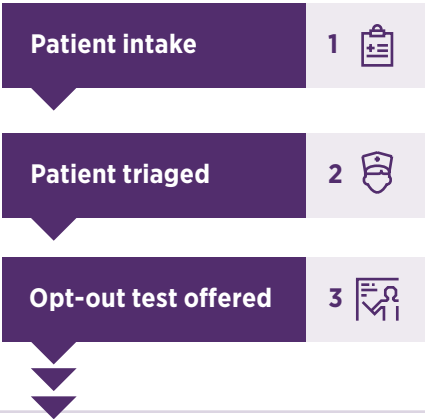 Patient intake 1
Patient triaged 2
Opt-out test offered 3